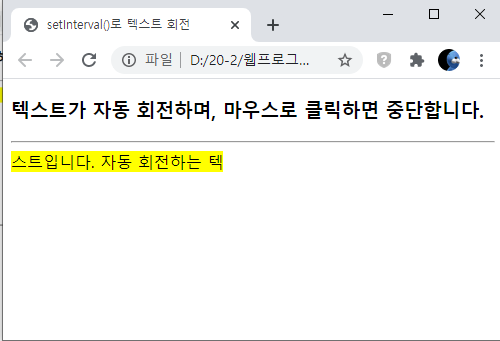 setInterval()로 텍스트 회전
파일 D:/20-2/웹프로그...
텍스트가 자동 회전하며, 마우스로 클릭하면 중단합니다.
스트입니다. 자동 회전하는 텍